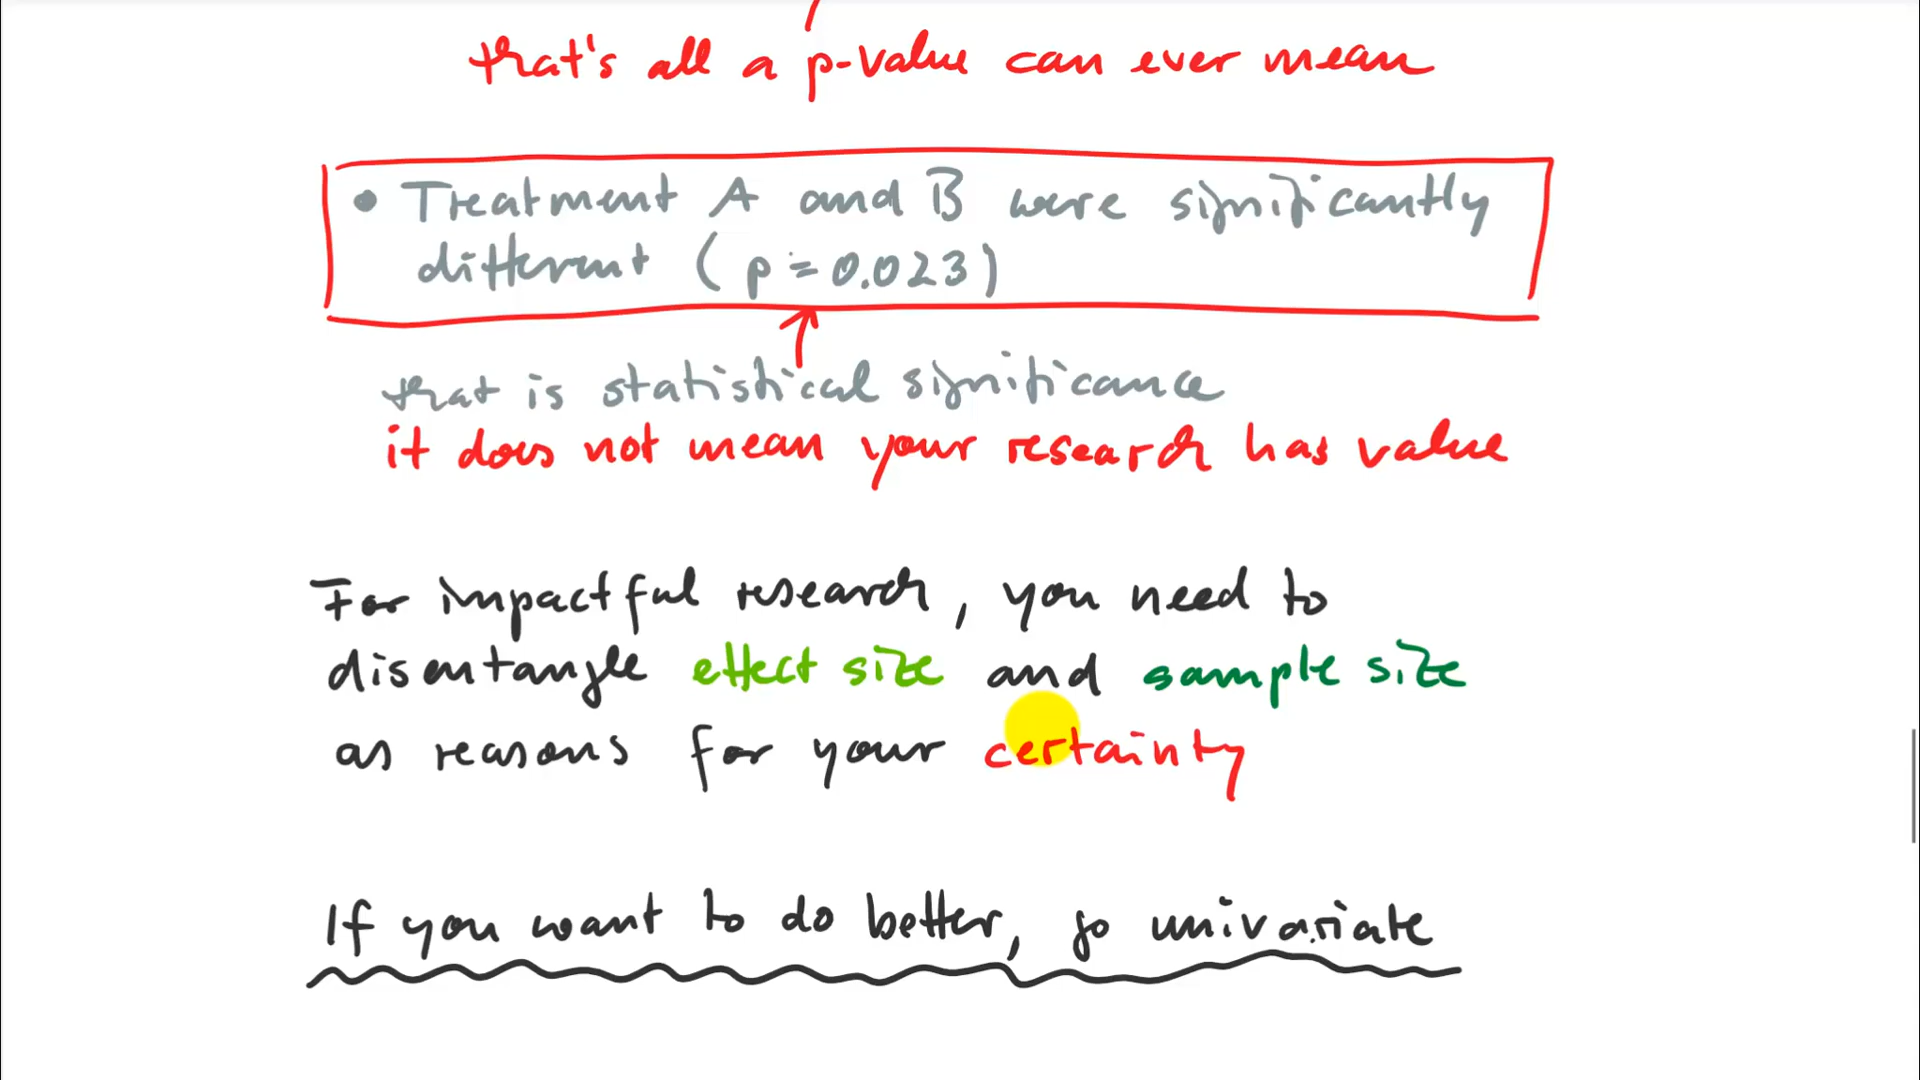 that's all a p-value can ever mean
• Treatment A and B were significantly
different (p = 0.023)
that is statistical significance
it does not mean your research has value
For impactful research, you need to
disentangle effect size and sample size
as reasons for your certainty
If you want to do better, go univariate